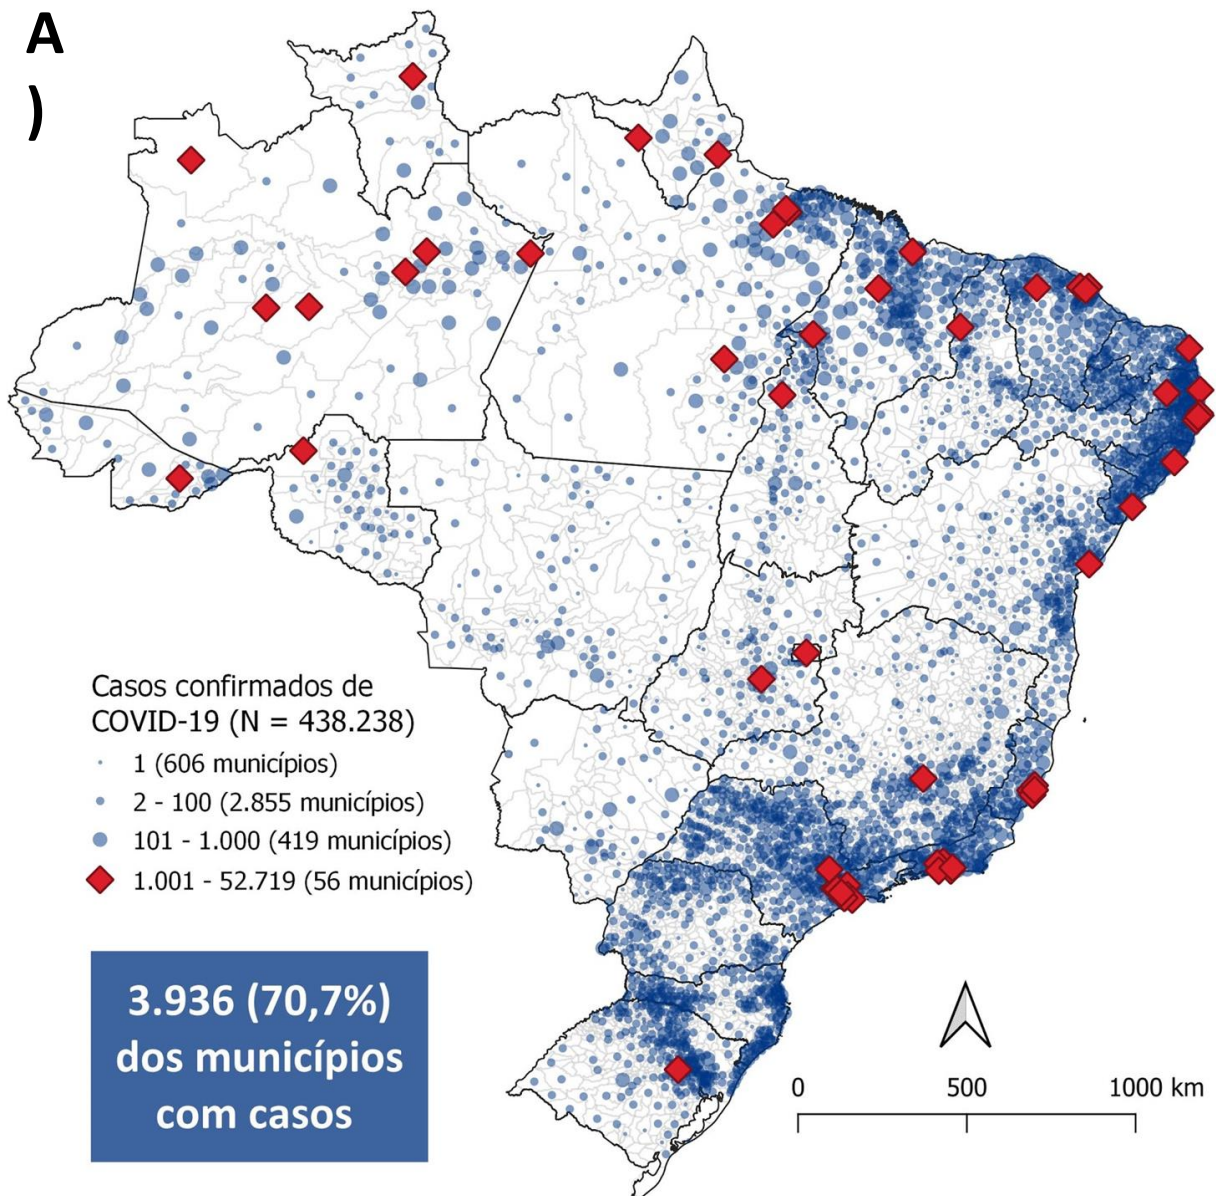 A
)
Casos confirmados de
COVID-19 (N = 438.238)
1 (606 municípios)
2 - 100 (2.855 municípios)
101 - 1.000 (419 municípios)
1.001 - 52.719 (56 municípios)
3.936 (70,7%)
dos municípios
com casos
0 500 1000 km